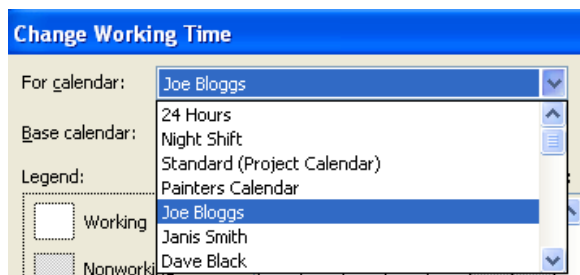 Change Working Time
For calendar: Joe Bloggs
24 Hours
Base calendar: Night Shift
Standard (Project Calendar)
Legend:
Painters Calendar
Joe Bloggs
Working
Janis Smith
Dave Black